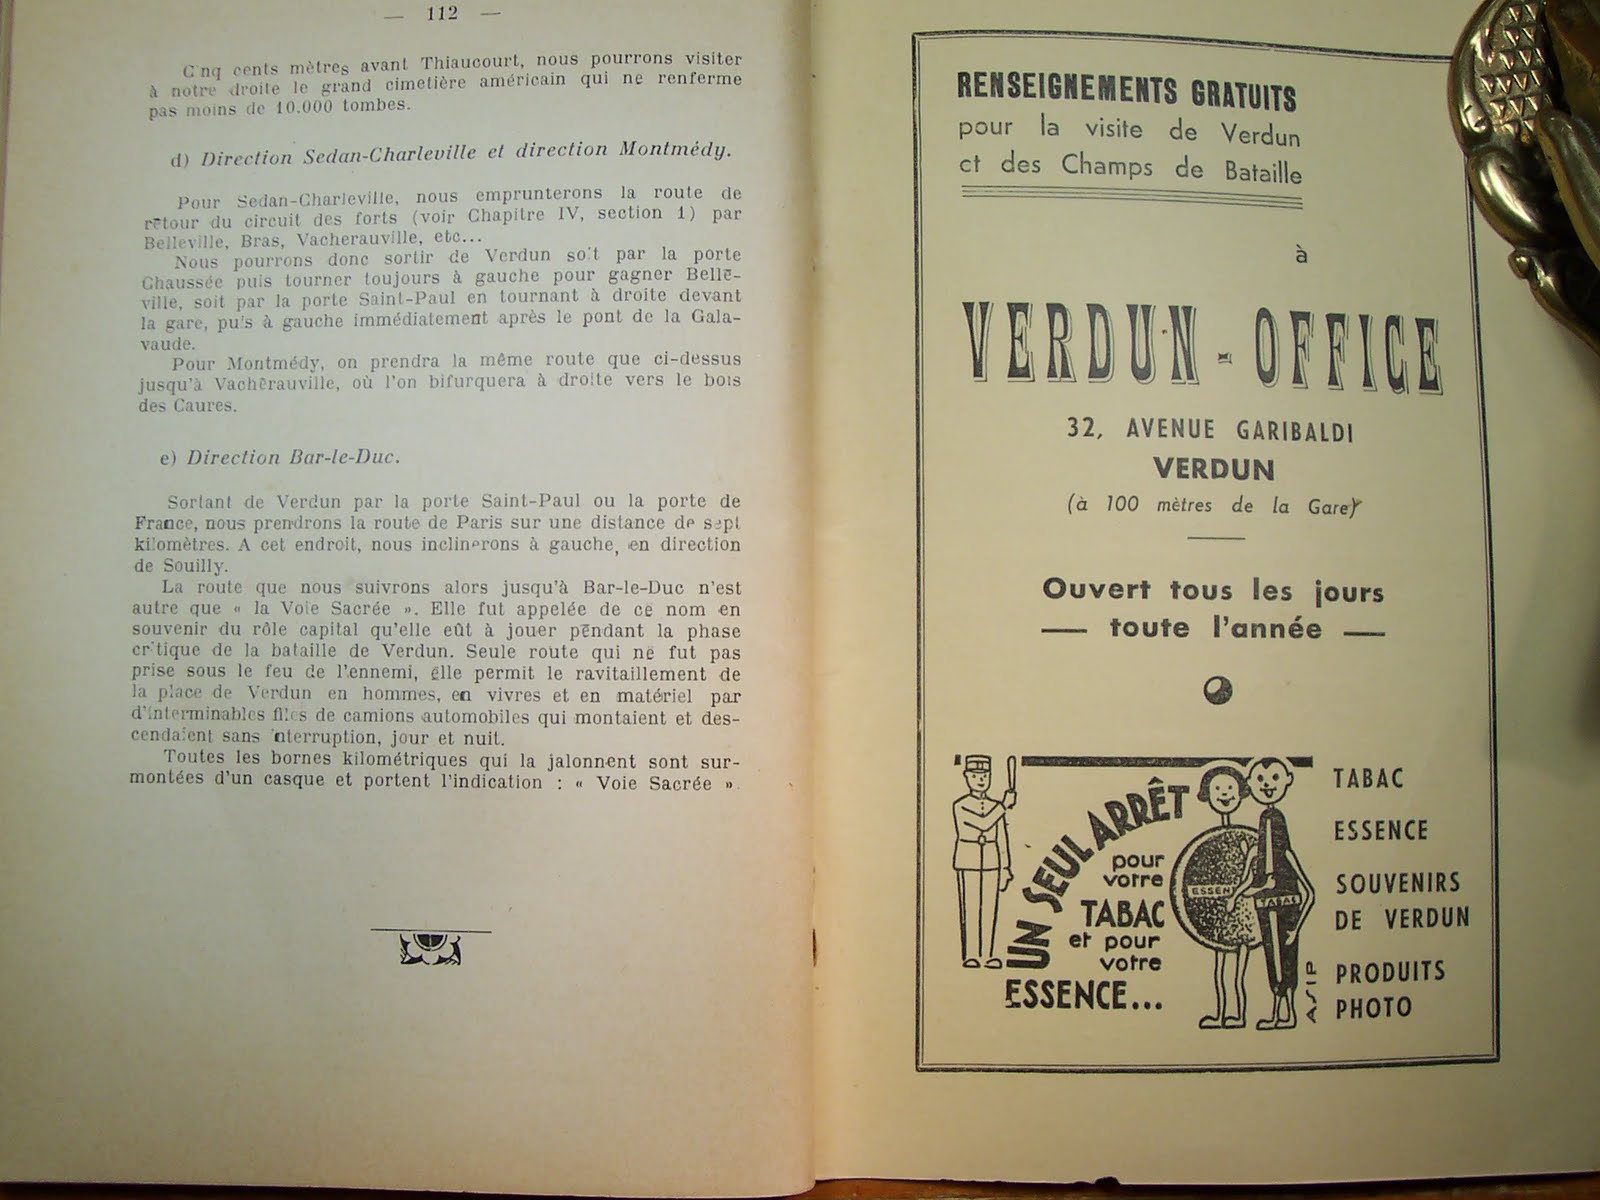 — 112 —
Cinq cents mètres avant Thiaucourt, nous pourrons visiter
à notre droite le grand cimetière américain qui ne renferme
pas moins de 10.000 tombes.
d) Direction Sedan-Charleville et direction Montmédy.
Pour Sedan-Charleville, nous emprunterons la route de
retour du circuit des forts (voir Chapitre IV, section 1) par
Belleville, Bras, Vacherauville, etc...
Nous pourrons donc sortir de Verdun soit par la porte
Chaussée puis tourner toujours à gauche pour gagner Belle-
ville, soit par la porte Saint-Paul en tournant à droite devant
la gare, puis à gauche immédiatement après le pont de la Gala-
vaude.
Pour Montmédy, on prendra la même route que ci-dessus
jusqu'à Vacherauville, où l'on bifurquera à droite vers le bois
des Caures.
e) Direction Bar-le-Duc.
Sortant de Verdun par la porte Saint-Paul ou la porte de
France, nous prendrons la route de Paris sur une distance de sept
kilomètres. A cet endroit, nous inclinerons à gauche, en direction
de Souilly.
La route que nous suivrons alors jusqu'à Bar-le-Duc n'est
autre que « la Voie Sacrée ». Elle fut appelée de ce nom en
souvenir du rôle capital qu'elle eût à jouer pendant la phase
critique de la bataille de Verdun. Seule route qui ne fut pas
prise sous le feu de l'ennemi, elle permit le ravitaillement de
la place de Verdun en hommes, en vivres et en matériel par
d'interminables files de camions automobiles qui montaient et des-
cendaient sans interruption, jour et nuit.
Toutes les bornes kilométriques qui la jalonnent sont sur-
montées d'un casque et portent l'indication : « Voie Sacrée ».
RENSEIGNEMENTS GRATUITS
pour la visite de Verdun
et des Champs de Bataille
à
VERDUN - OFFICE
32, AVENUE GARIBALDI
VERDUN
(à 100 mètres de la Gare)
Ouvert tous les jours
— toute l'année —
UN SEUL ARRÊT
pour
votre
TABAC
et pour
votre
ESSENCE...
ESSEN
TABAC
ASIP
TABAC
ESSENCE
SOUVENIRS
DE VERDUN
PRODUITS
PHOTO